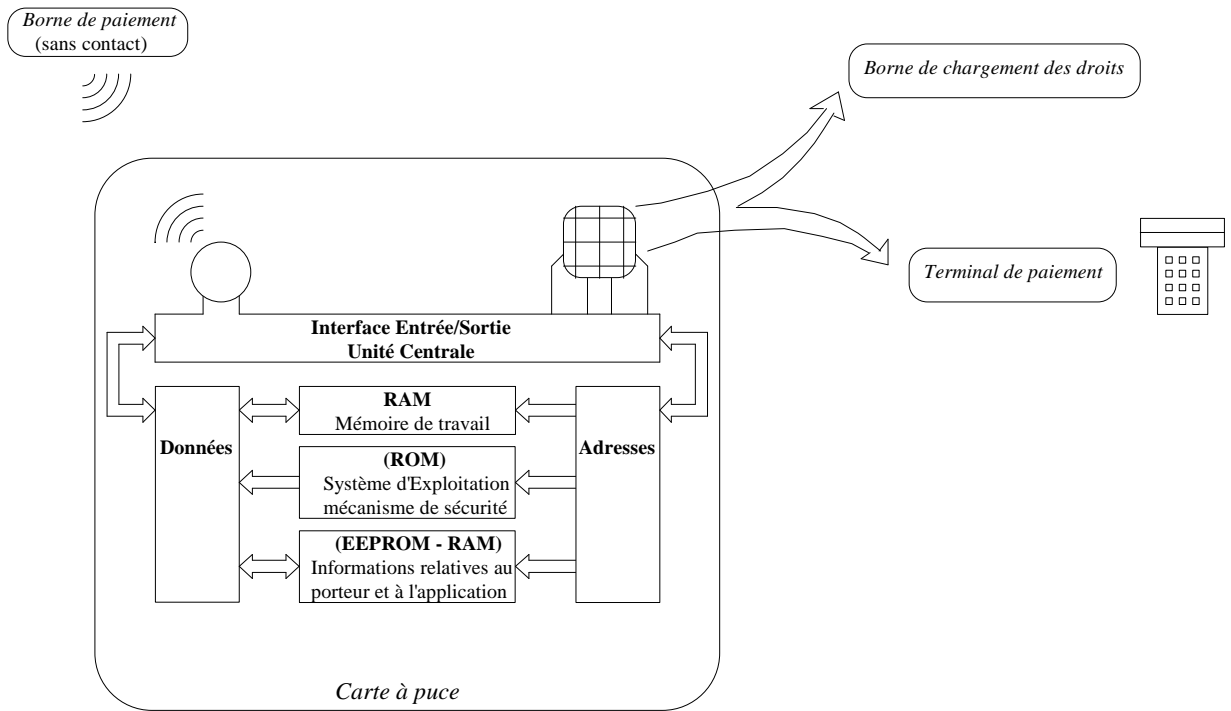 Borne de paiement
(sans contact)
Borne de chargement des droits
Terminal de paiement
Interface Entrée/Sortie
Unité Centrale
Données
RAM
Mémoire de travail
(ROM)
Système d'Exploitation
mécanisme de sécurité
(EEPROM - RAM)
Informations relatives au
porteur et à l'application
Adresses
Carte à puce